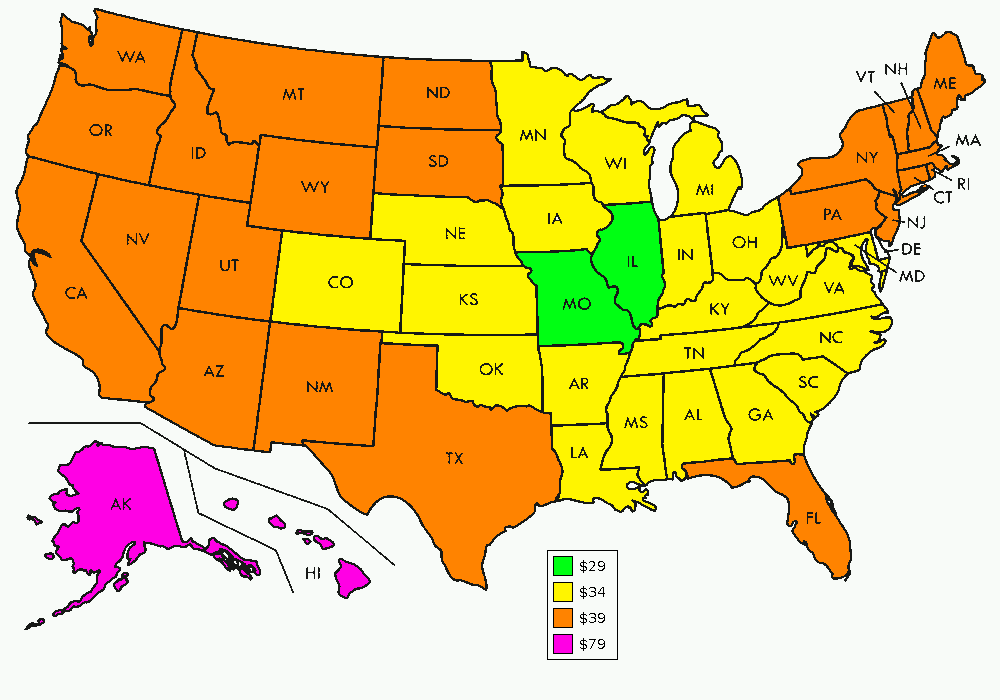 WA
OR
CA
NV
ID
MT
WY
UT
AZ
NM
CO
ND
SD
NE
KS
OK
TX
MN
IA
MO
AR
LA
WI
IL
MI
IN
OH
KY
TN
MS
AL
GA
FL
SC
NC
VA
WV
PA
NY
VT
NH
ME
MA
RI
CT
NJ
DE
MD
AK
HI
$29
$34
$39
$79